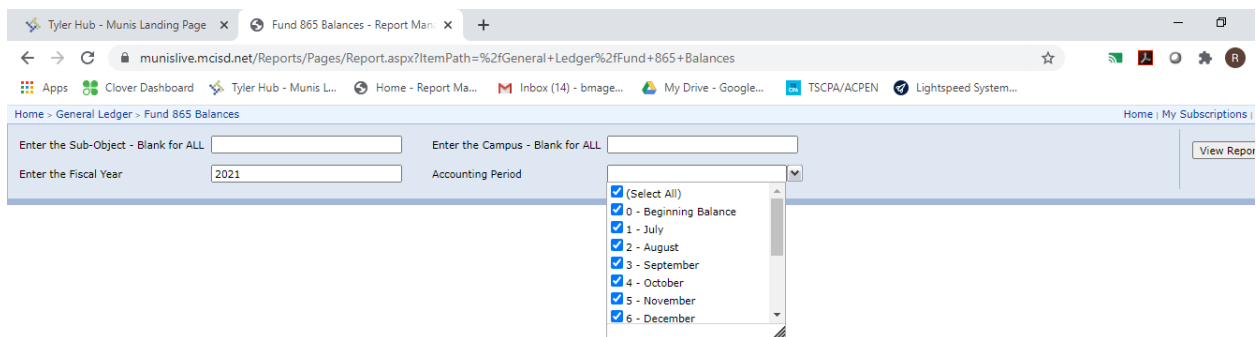 Tyler Hub - Munis Landing Page
Fund 865 Balances - Report Man
munislive.mcisd.net/Reports/Pages/Report.aspx?ItemPath=%2fGeneral+Ledger%2fFund+865+Balances
R
Apps Clover Dashboard Tyler Hub - Munis L... Home - Report Ma... Inbox (14) - bmage... My Drive - Google... TSCPA/ACPEN Lightspeed System...
Home > General Ledger > Fund 865 Balances Home | My Subscriptions |
Enter the Sub-Object - Blank for ALL Enter the Campus - Blank for ALL View Repor
Enter the Fiscal Year 2021 Accounting Period
(Select All)
0 - Beginning Balance
1 - July
2 - August
3 - September
4 - October
5 - November
6 - December